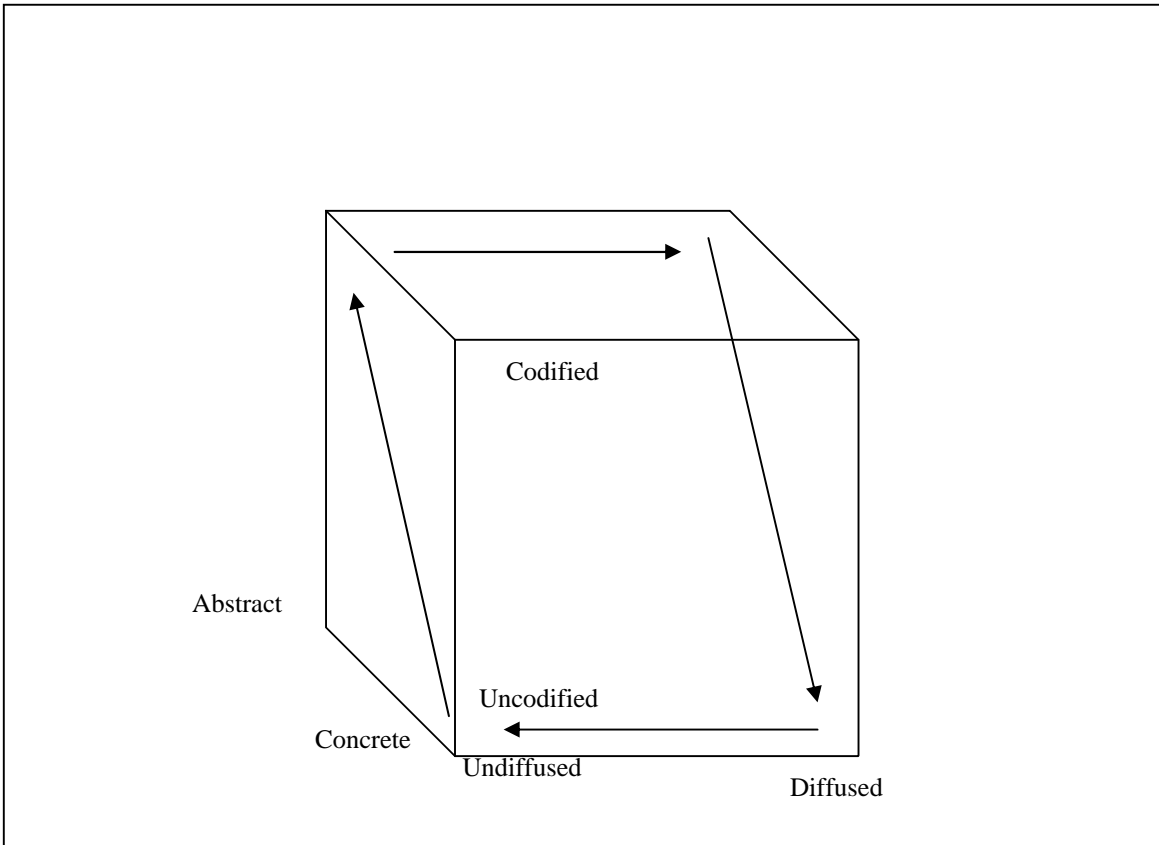 Codified
Abstract
Uncodified
Concrete
Undiffused
Diffused